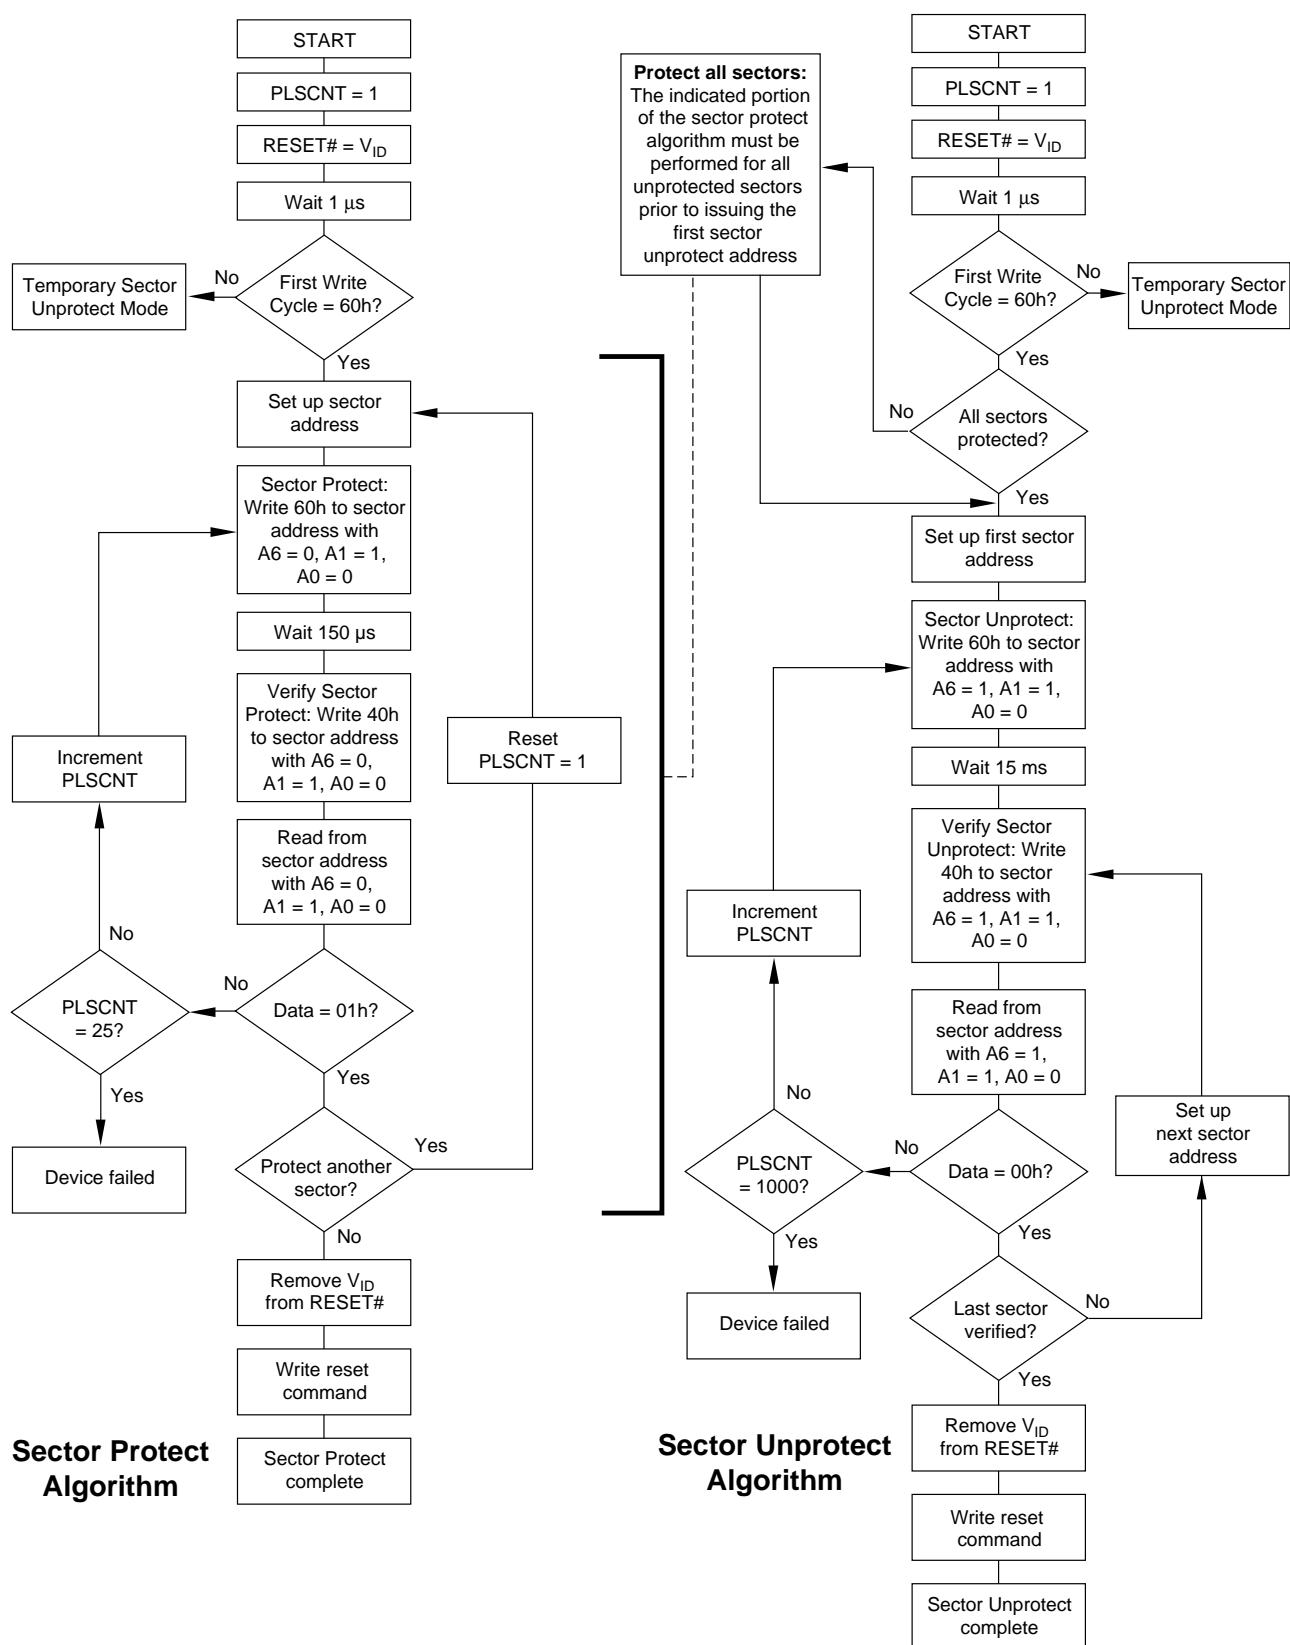 START
PLSCNT = 1
RESET# = VID
Wait 1 μs
First Write
Cycle = 60h?
No
Temporary Sector
Unprotect Mode
Yes
Set up sector
address
Sector Protect:
Write 60h to sector
address with
A6 = 0, A1 = 1,
A0 = 0
Wait 150 µs
Verify Sector
Protect: Write 40h
to sector address
with A6 = 0,
A1 = 1, A0 = 0
Increment
PLSCNT
Reset
PLSCNT = 1
Read from
sector address
with A6 = 0,
A1 = 1, A0 = 0
No
PLSCNT
= 25?
No
Data = 01h?
Yes
Yes
Device failed
Protect another
sector?
Yes
No
Remove VID
from RESET#
Write reset
command
Sector Protect
complete
Sector Protect
Algorithm
Protect all sectors:
The indicated portion
of the sector protect
algorithm must be
performed for all
unprotected sectors
prior to issuing the
first sector
unprotect address
START
PLSCNT = 1
RESET# = VID
Wait 1 μs
First Write
Cycle = 60h?
No
Temporary Sector
Unprotect Mode
Yes
No
All sectors
protected?
Yes
Set up first sector
address
Sector Unprotect:
Write 60h to sector
address with
A6 = 1, A1 = 1,
A0 = 0
Wait 15 ms
Verify Sector
Unprotect: Write
40h to sector
address with
A6 = 1, A1 = 1,
A0 = 0
Increment
PLSCNT
Read from
sector address
with A6 = 1,
A1 = 1, A0 = 0
No
Set up
next sector
address
PLSCNT
= 1000?
No
Data = 00h?
Yes
Yes
Device failed
Last sector
verified?
No
Yes
Remove VID
from RESET#
Write reset
command
Sector Unprotect
complete
Sector Unprotect
Algorithm